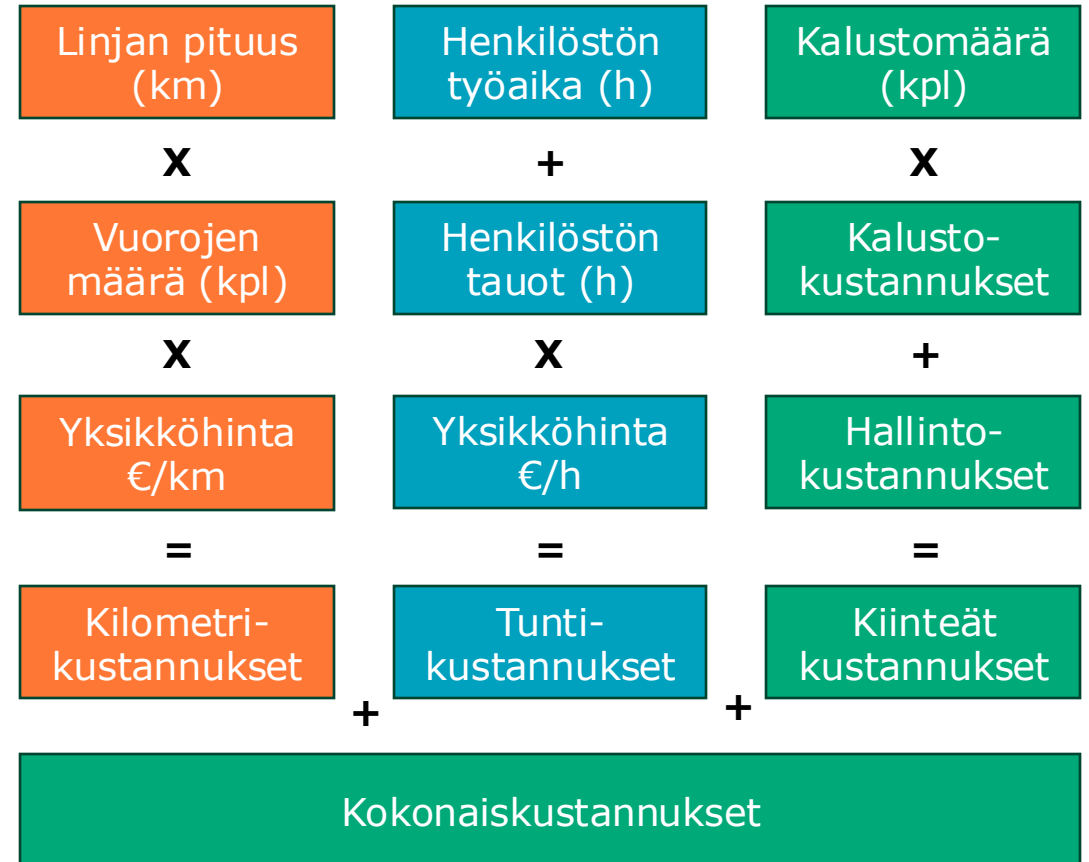 Linjan pituus
(km)
Henkilöstön
työaika (h)
Kalustomäärä
(kpl)
x
+
x
Vuorojen
määrä (kpl)
Henkilöstön
tauot (h)
Kalusto-
kustannukset
x
x
+
Yksikköhinta
€/km
Yksikköhinta
€/h
Hallinto-
kustannukset
=
=
=
Kilometri-
kustannukset
Tunti-
kustannukset
Kiinteät
kustannukset
+
+
Kokonaiskustannukset